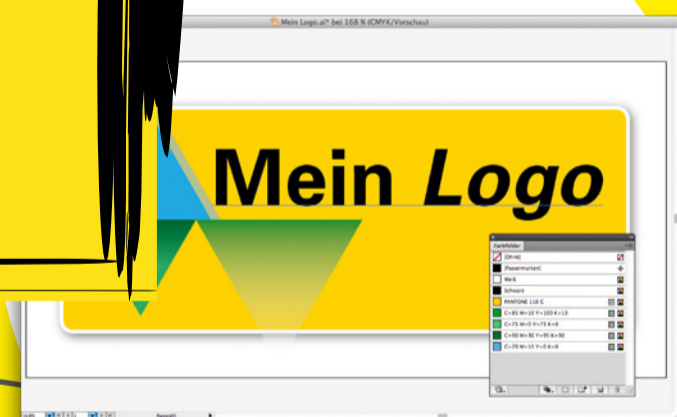 Mein Logo.ai* bei 168 % (CMYK/Vorschau)
Mein Logo
Farbfelder
[Ohne]
[Passermarken]
Weiß
Schwarz
PANTONE 116 C
C=85 M=10 Y=100 K=10
C=75 M=0 Y=75 K=0
C=90 M=30 Y=95 K=30
C=70 M=15 Y=0 K=0
Auswahl